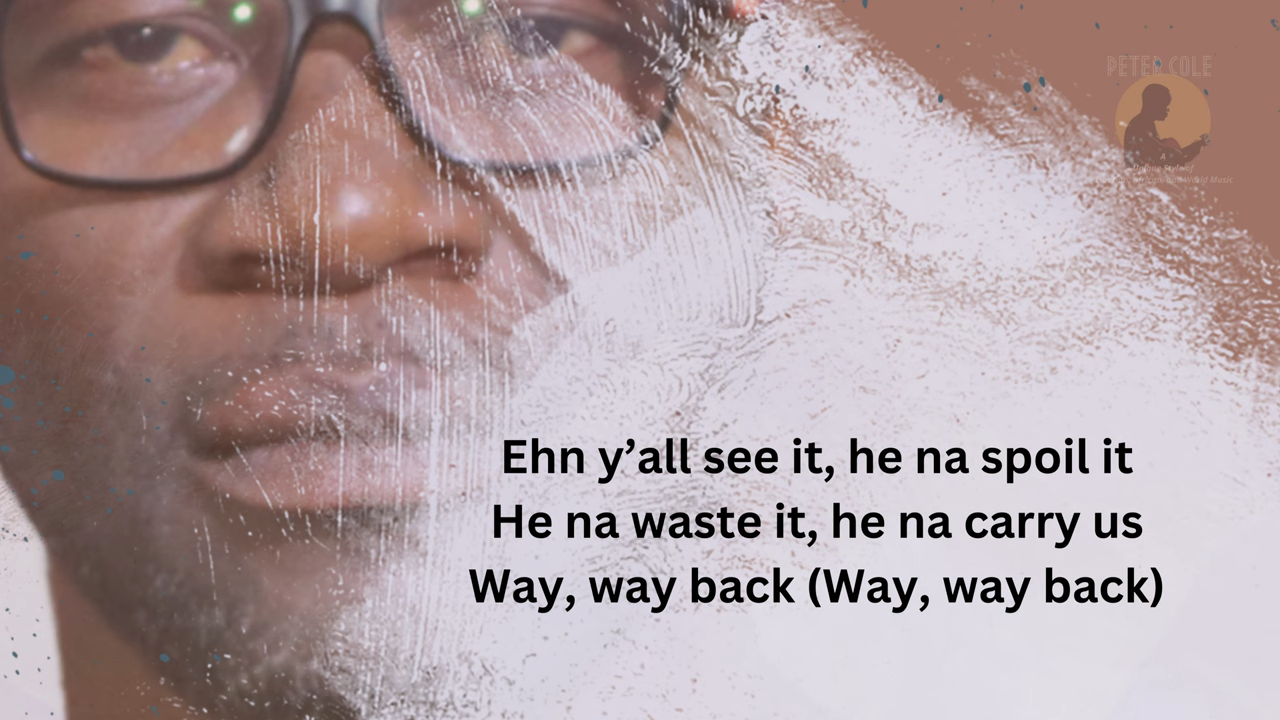 PETER COLE
A
Ehn y’all see it, he na spoil it
He na waste it, he na carry us
Way, way back (Way, way back)